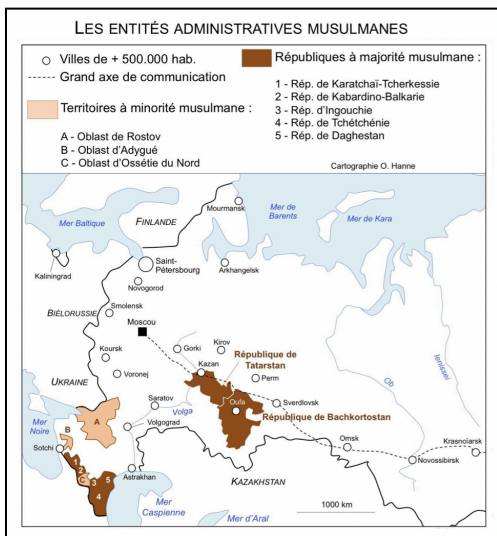 LES ENTITÉS ADMINISTRATIVES MUSULMANES
Villes de + 500.000 hab.
Grand axe de communication
Territoires à minorité musulmane :
A - Oblast de Rostov
B - Oblast d'Adygué
C - Oblast d'Ossétie du Nord
Républiques à majorité musulmane :
1 - Rép. de Karatchaï-Tcherkessie
2 - Rép. de Kabardino-Balkarie
3 - Rép. d'Ingouchie
4 - Rép. de Tchétchénie
5 - Rép. de Daghestan
Cartographie O. Hanne
Mer de Barents
Mer de Kara
Mourmansk
FINLANDE
Mer Baltique
Saint-Pétersbourg
Arkhangelsk
Kaliningrad
Novogorod
BIÉLORUSSIE
Smolensk
Moscou
Ienissei
Gorki
Kirov
Koursk
Kazan
République de Tatarstan
Ob
UKRAINE
Voronej
Perm
Oufa
Saratov
Sverdlovsk
Volga
République de Bachkortostan
A
Mer Noire
B
Volgograd
Sotchi
Omsk
Krasnoïarsk
Novossibirsk
1
2
C
3
5
4
Astrakhan
KAZAKHSTAN
Mer Caspienne
1000 km
Mer d'Aral